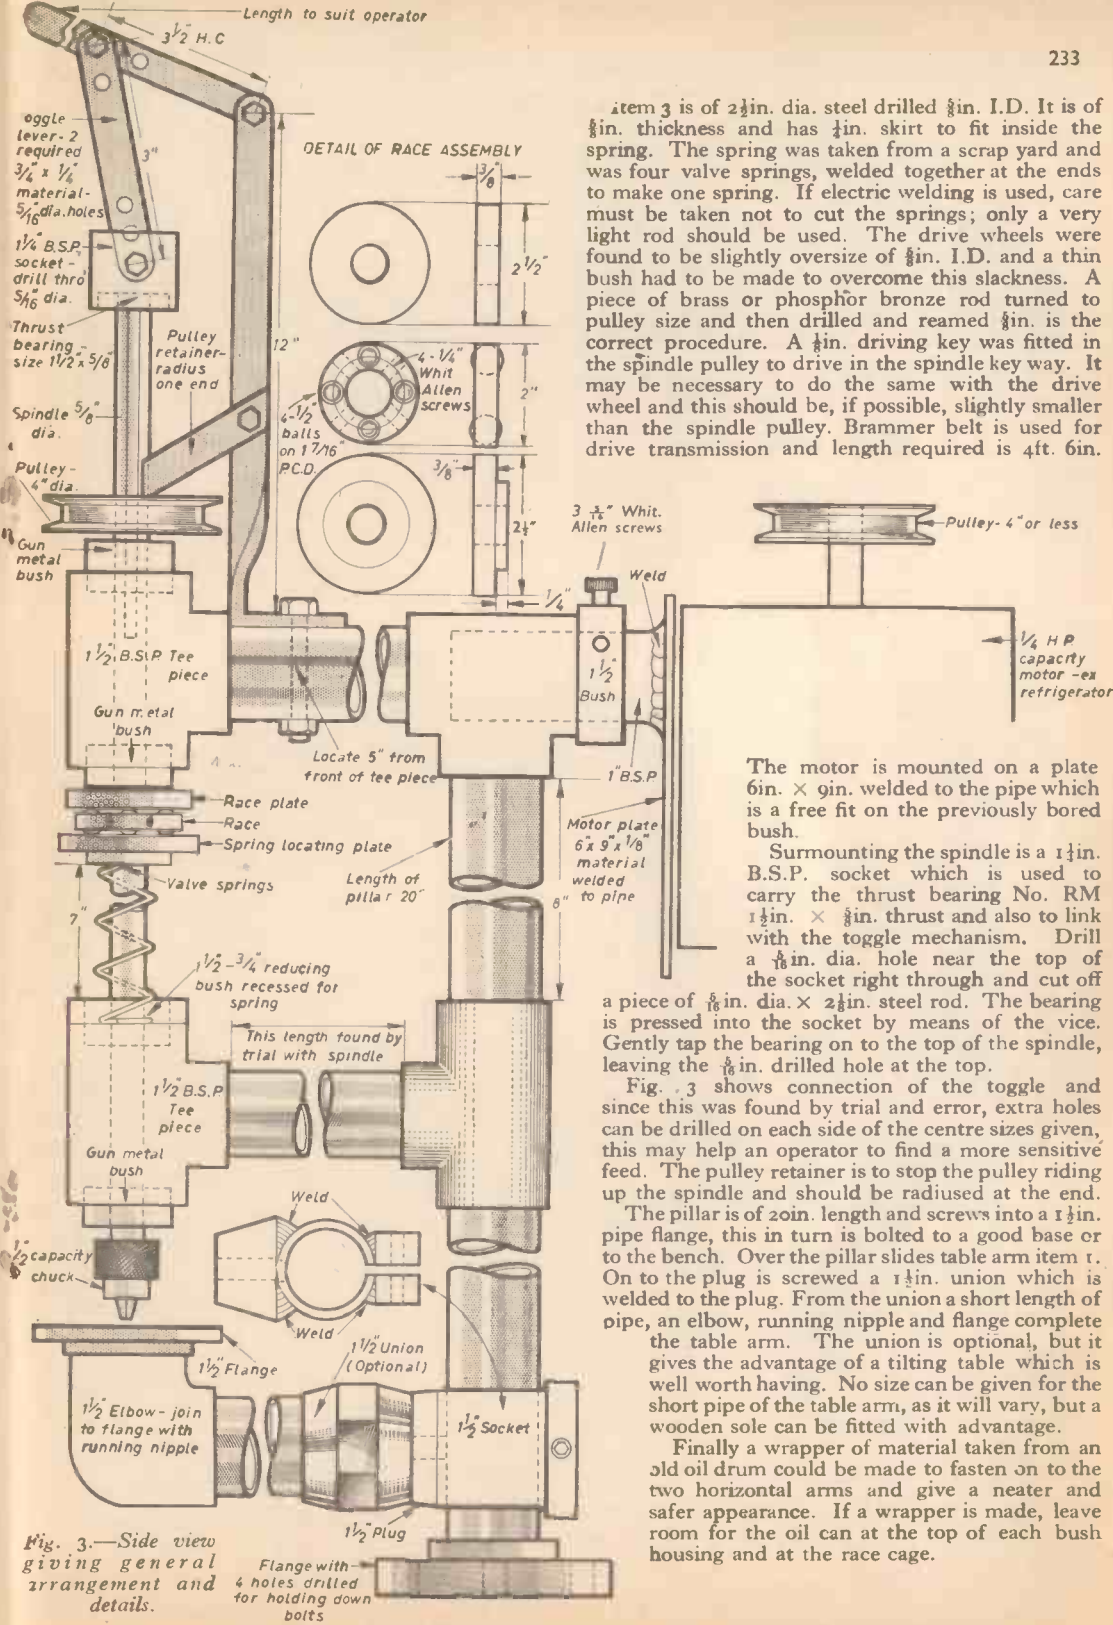 Length to suit operator
3 1/2" H.C
233
oggle
lever-2
required
3/4" x 1/4"
material-
5/16" dia. holes
3"
1 1/4" B.S.P.
socket-
drill thro'
5/16" dia.
Thrust
bearing-
size 1 1/2" x 5/8"
Pulley
retainer-
radius
one end
Spindle 5/8"
dia.
Pulley-
4" dia.
Gun
metal
bush
12"
DETAIL OF RACE ASSEMBLY
3/8"
2 1/2"
4-1/4"
Whit
Allen
screws
4-1/2"
balls
on 1 7/16"
P.C.D.
2"
3/8"
1/4"
1 1/2" B.S.P. Tee
piece
Gun metal
bush
Locate 5" from
front of tee piece
Race plate
Race
Spring locating plate
Valve springs
7"
Length of
pillar 20"
8"
1 1/2"-3/4" reducing
bush recessed for
spring
This length found by
trial with spindle
1 1/2" B.S.P
Tee
piece
Gun metal
bush
1/2" capacity
chuck
Weld
Weld
1 1/2" Flange
1 1/2" Union
(Optional)
1 1/2" Elbow-join
to flange with
running nipple
1 1/2" Socket
1 1/2" Plug
Flange with
4 holes drilled
for holding down
bolts
Fig. 3.—Side view
giving general
arrangement and
details.
3 5/16" Whit.
Allen screws
Weld
1 1/2"
Bush
1" B.S.P
Motor plate
6" x 9" x 1/8"
material
welded
to pipe
Pulley-4" or less
1/4 H P.
capacity
motor-ex
refrigerator
item 3 is of in. dia. steel drilled in. I.D. It is of
in. thickness and has in. skirt to fit inside the
spring. The spring was taken from a scrap yard and
was four valve springs, welded together at the ends
to make one spring. If electric welding is used, care
must be taken not to cut the springs; only a very
light rod should be used. The drive wheels were
found to be slightly oversize of in. I.D. and a thin
bush had to be made to overcome this slackness. A
piece of brass or phosphor bronze rod turned to
pulley size and then drilled and reamed in. is the
correct procedure. A in. driving key was fitted in
the spindle pulley to drive in the spindle key way. It
may be necessary to do the same with the drive
wheel and this should be, if possible, slightly smaller
than the spindle pulley. Brammer belt is used for
drive transmission and length required is 4ft. 6in.
The motor is mounted on a plate
6in. × 9in. welded to the pipe which
is a free fit on the previously bored
bush.
Surmounting the spindle is a in.
B.S.P. socket which is used to
carry the thrust bearing No. RM
1½in. × ⅝in. thrust and also to link
with the toggle mechanism. Drill
a 5/16in. dia. hole near the top of
the socket right through and cut off
a piece of 5/16in. dia. × in. steel rod. The bearing
is pressed into the socket by means of the vice.
Gently tap the bearing on to the top of the spindle,
leaving the 5/16in. drilled hole at the top.
Fig. 3 shows connection of the toggle and
since this was found by trial and error, extra holes
can be drilled on each side of the centre sizes given,
this may help an operator to find a more sensitive
feed. The pulley retainer is to stop the pulley riding
up the spindle and should be radiused at the end.
The pillar is of 20in. length and screws into a 1½in.
pipe flange, this in turn is bolted to a good base or
to the bench. Over the pillar slides table arm item 1.
On to the plug is screwed a 1½in. union which is
welded to the plug. From the union a short length of
pipe, an elbow, running nipple and flange complete
the table arm. The union is optional, but it
gives the advantage of a tilting table which is
well worth having. No size can be given for the
short pipe of the table arm, as it will vary, but a
wooden sole can be fitted with advantage.
Finally a wrapper of material taken from an
old oil drum could be made to fasten on to the
two horizontal arms and give a neater and
safer appearance. If a wrapper is made, leave
room for the oil can at the top of each bush
housing and at the race cage.